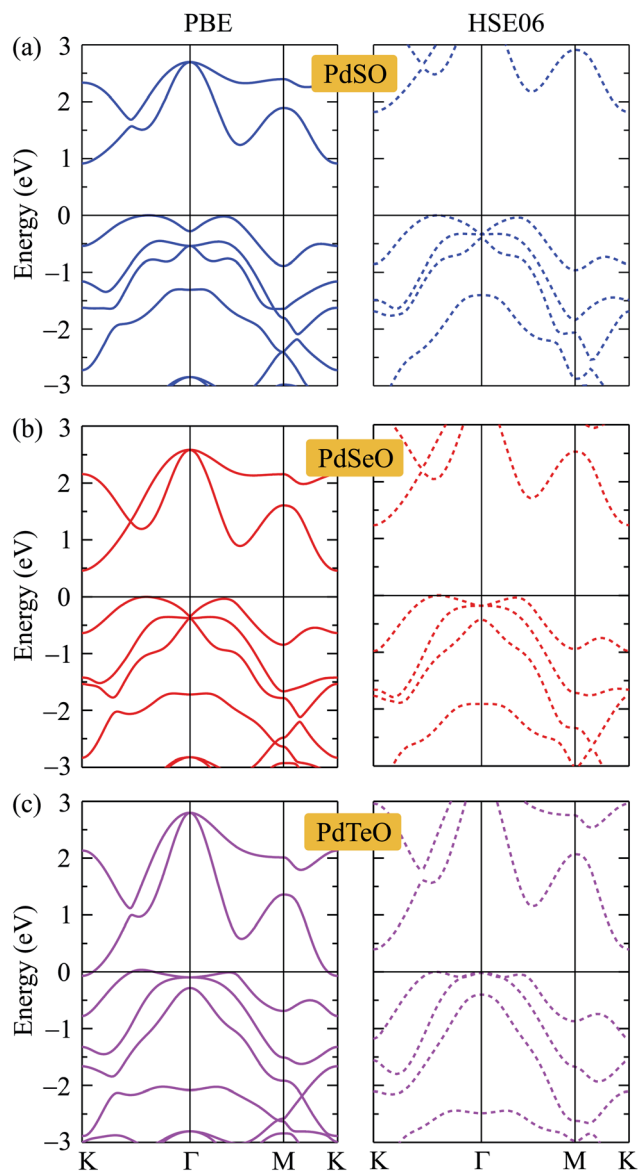 PBE HSE06
(a) PdSO
3
2
1
0
−1
−2
−3
Energy (eV)
(b) PdSeO
3
2
1
0
−1
−2
−3
Energy (eV)
(c) PdTeO
3
2
1
0
−1
−2
−3
Energy (eV)
K Γ M K K Γ M K